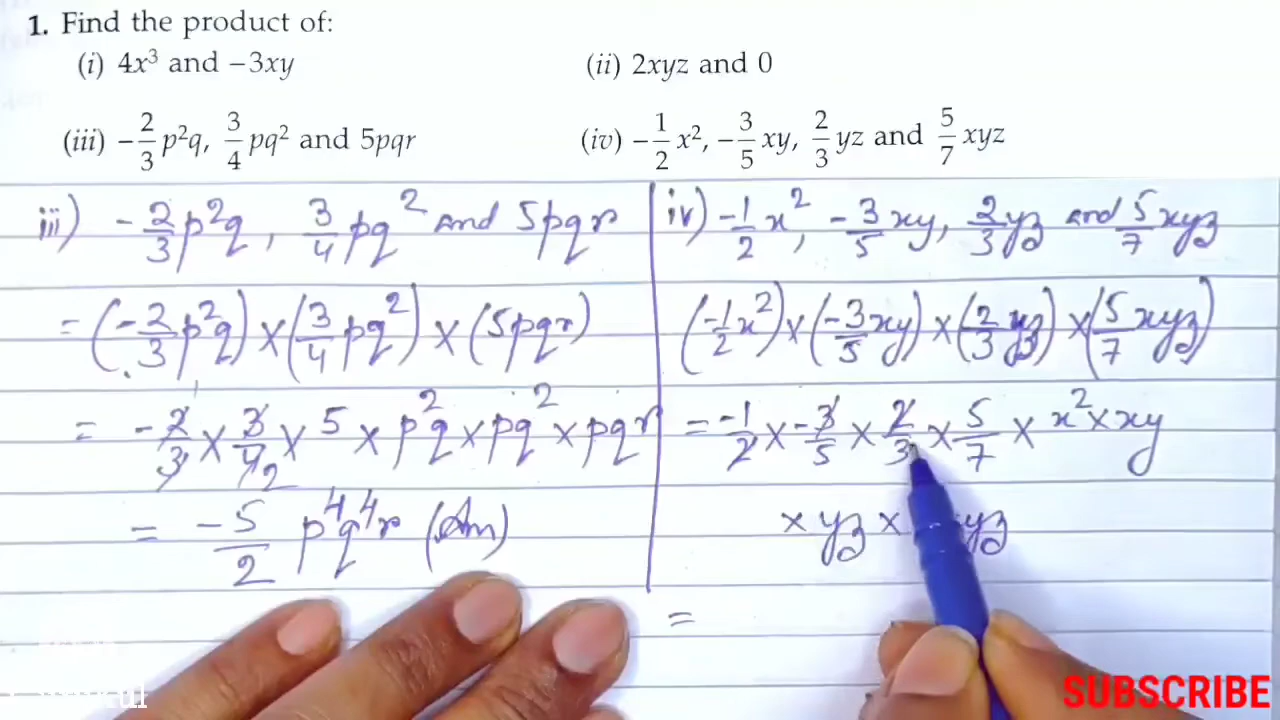 1. Find the product of:
(i) 4x³ and −3xy (ii) 2xyz and 0
(iii) −2/3 p²q, 3/4 pq² and 5pqr (iv) −1/2 x², −3/5 xy, 2/3 yz and 5/7 xyz
iii) -2/3 p²q, 3/4 pq² and 5pqr
= (-2/3 p²q) × (3/4 pq²) × (5pqr)
= -2/3 × 3/4 2 × 5 × p²q × pq² × pqr
= -5/2 p⁴q⁴r (Am)
iv) -1/2 x², -3/5 xy, 2/3 yz and 5/7 xyz
(-1/2 x²) × (-3/5 xy) × (2/3 yz) × (5/7 xyz)
= -1/2 × -3/5 × 2/3 × 5/7 × x² × xy
× yz × yz
=
SUBSCRIBE